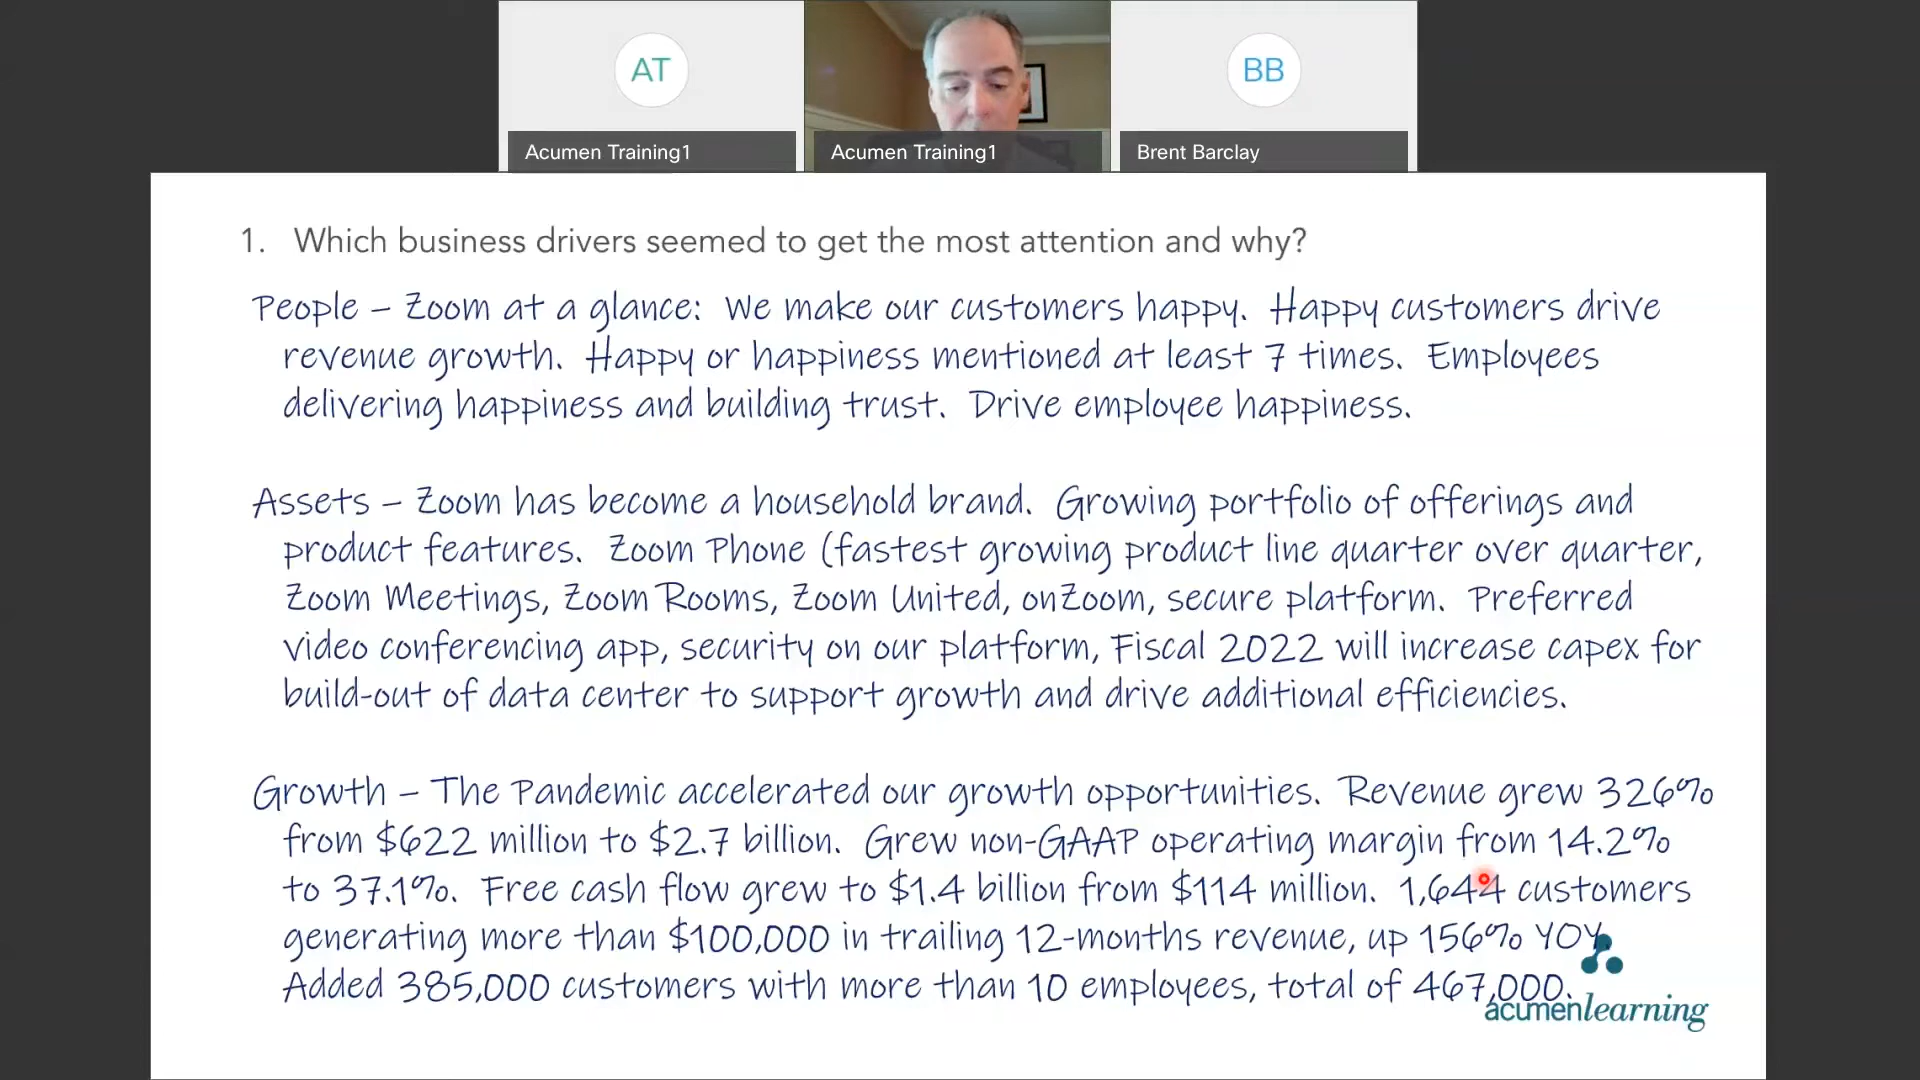 AT
BB
Acumen Training1
Acumen Training1
Brent Barclay
1. Which business drivers seemed to get the most attention and why?
People – Zoom at a glance: We make our customers happy. Happy customers drive
revenue growth. Happy or happiness mentioned at least 7 times. Employees
delivering happiness and building trust. Drive employee happiness.
Assets – Zoom has become a household brand. Growing portfolio of offerings and
product features. Zoom Phone (fastest growing product line quarter over quarter,
Zoom Meetings, Zoom Rooms, Zoom United, onZoom, secure platform. Preferred
video conferencing app, security on our platform, Fiscal 2022 will increase capex for
build-out of data center to support growth and drive additional efficiencies.
Growth – The Pandemic accelerated our growth opportunities. Revenue grew 326%
from $622 million to $2.7 billion. Grew non-GAAP operating margin from 14.2%
to 37.1%. Free cash flow grew to $1.4 billion from $114 million. 1,644 customers
generating more than $100,000 in trailing 12-months revenue, up 156% YOY.
Added 385,000 customers with more than 10 employees, total of 467,000.
acumenlearning